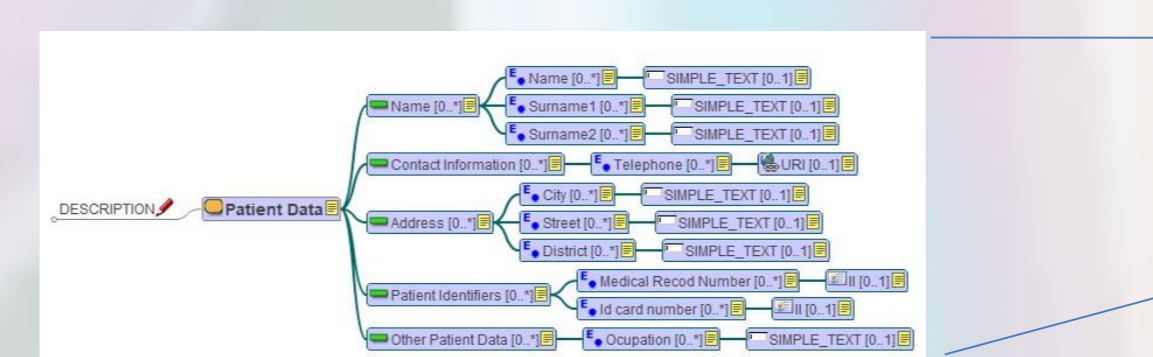 E Name [0..*] SIMPLE_TEXT [0..1]
Name [0..*] E Surname1 [0..*] SIMPLE_TEXT [0..1]
E Surname2 [0..*] SIMPLE_TEXT [0..1]
Contact Information [0..*] E Telephone [0..*] URI [0..1]
E City [0..*] SIMPLE_TEXT [0..1]
DESCRIPTION Patient Data
Address [0..*] E Street [0..*] SIMPLE_TEXT [0..1]
E District [0..*] SIMPLE_TEXT [0..1]
E Medical Recod Number [0..*] II [0..1]
Patient Identifiers [0..*]
E Id card number [0..*] II [0..1]
Other Patient Data [0..*] E Ocupation [0..*] SIMPLE_TEXT [0..1]